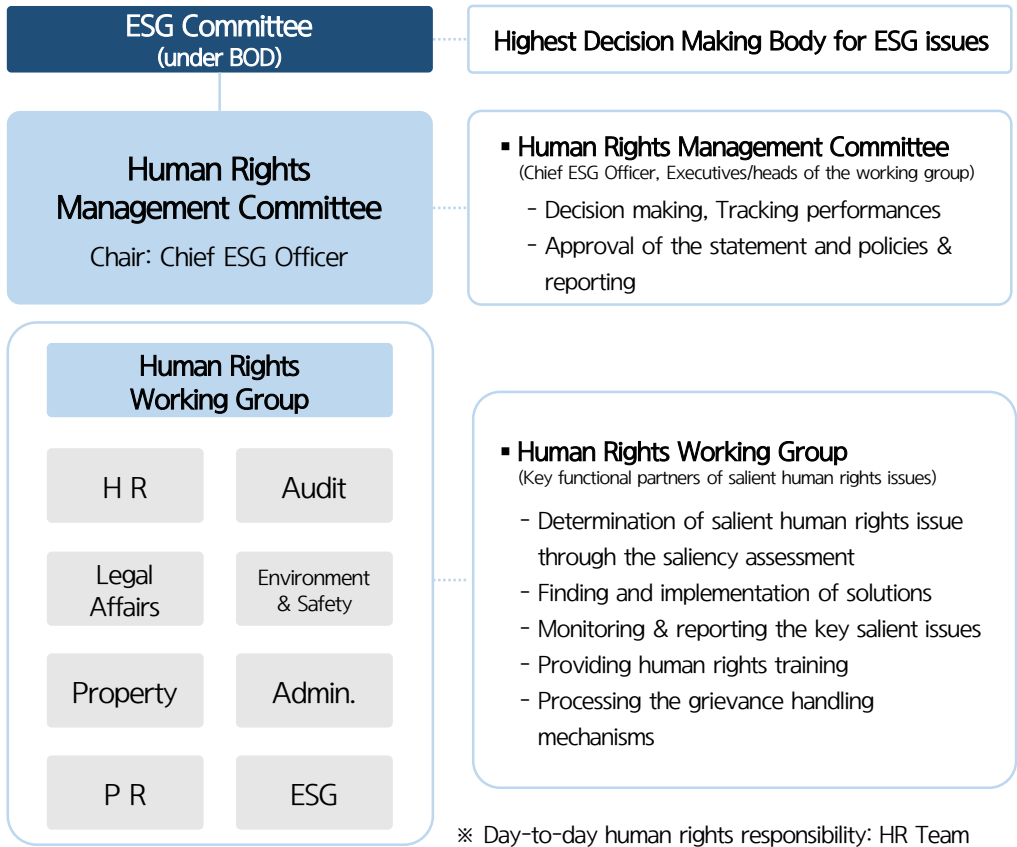 ESG Committee
(under BOD)
Highest Decision Making Body for ESG issues
Human Rights
Management Committee
Chair: Chief ESG Officer
▪ Human Rights Management Committee
(Chief ESG Officer, Executives/heads of the working group)
- Decision making, Tracking performances
- Approval of the statement and policies &
reporting
Human Rights
Working Group
H R
Audit
Legal
Affairs
Environment
& Safety
Property
Admin.
P R
ESG
▪ Human Rights Working Group
(Key functional partners of salient human rights issues)
- Determination of salient human rights issue
through the saliency assessment
- Finding and implementation of solutions
- Monitoring & reporting the key salient issues
- Providing human rights training
- Processing the grievance handling
mechanisms
※ Day-to-day human rights responsibility: HR Team